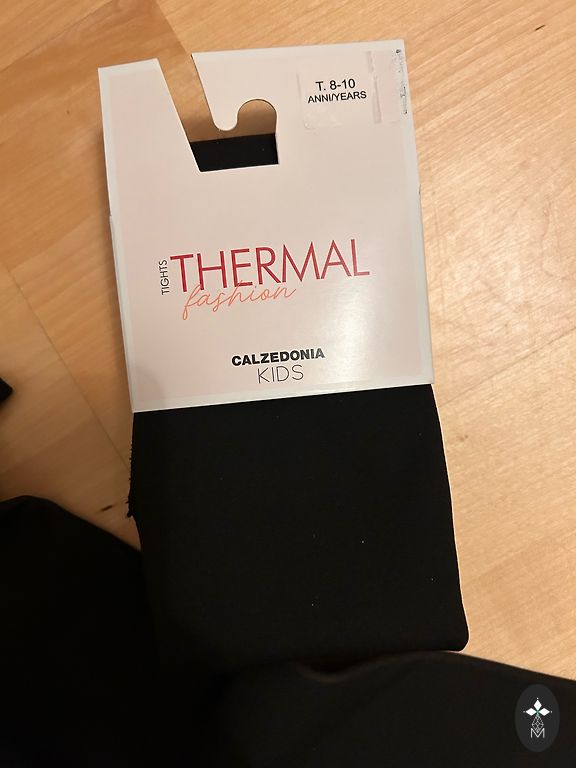 T. 8-10
ANNI/YEARS
TIGHTS
THERMAL
fashion
CALZEDONIA
KIDS
M